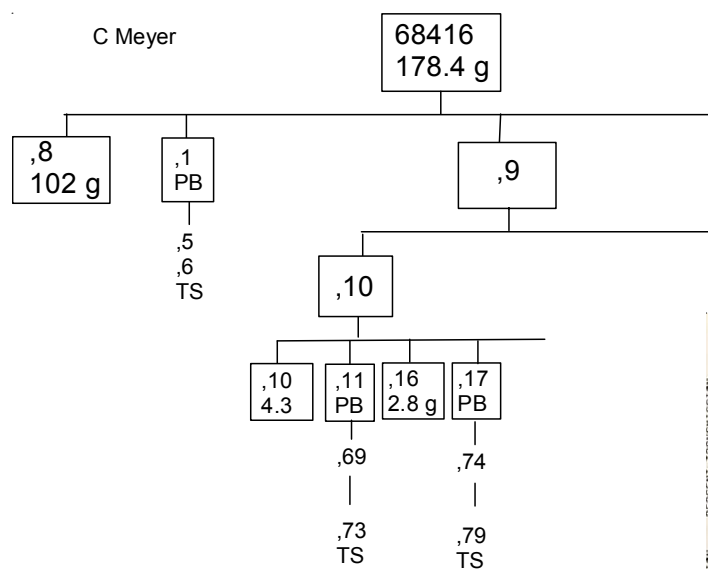 C Meyer
68416
178.4 g
,8
102 g
,1
PB
,9
,5
,6
TS
,10
,10
4.3
,11
PB
,16
2.8 g
,17
PB
,69
,74
,73
TS
,79
TS